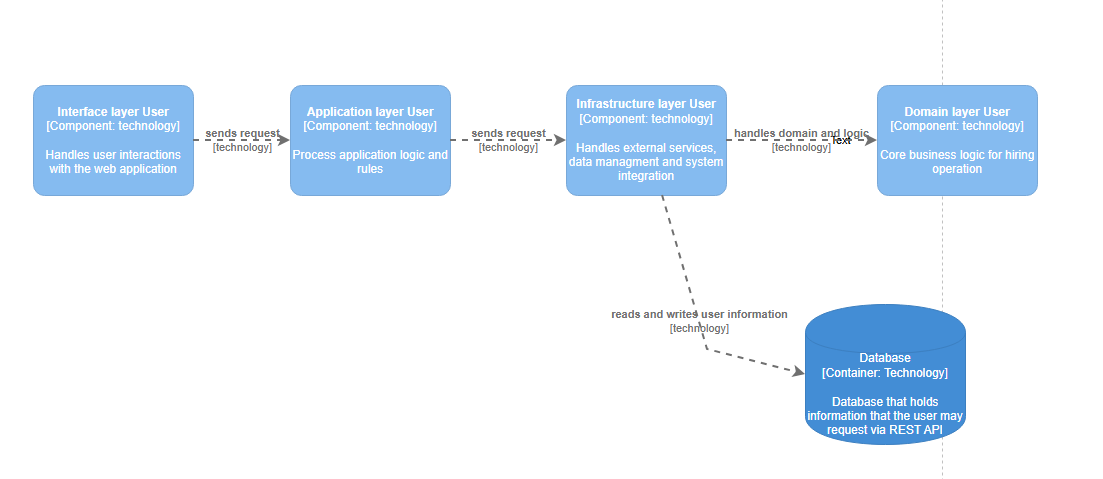 Interface layer User
[Component: technology]
Handles user interactions
with the web application
sends request
[technology]
Application layer User
[Component: technology]
Process application logic and
rules
sends request
[technology]
Infrastructure layer User
[Component: technology]
Handles external services,
data managment and system
integration
handles domain and logic
[technology]
Text
Domain layer User
[Component: technology]
Core business logic for hiring
operation
reads and writes user information
[technology]
Database
[Container: Technology]
Database that holds
information that the user may
request via REST API